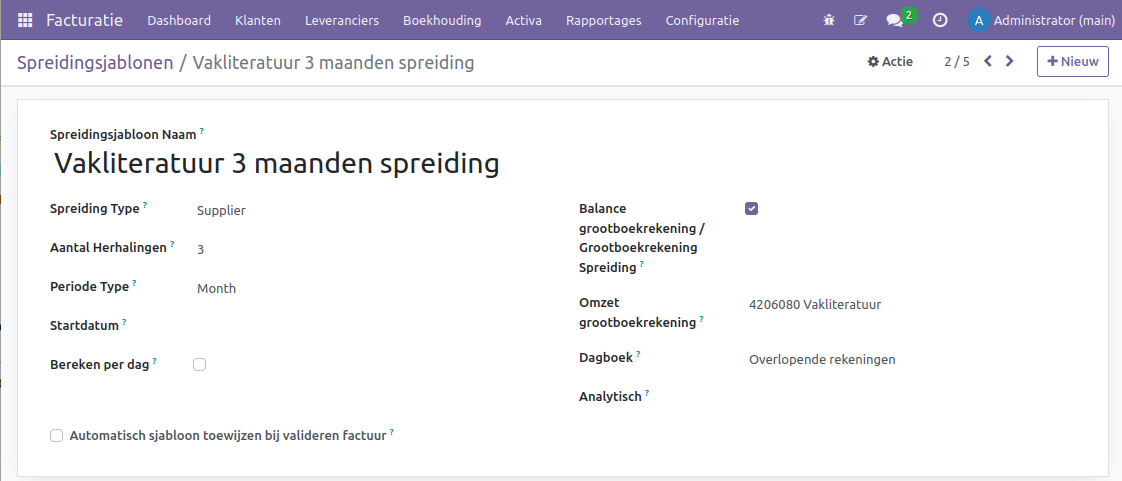 Facturatie Dashboard Klanten Leveranciers Boekhouding Activa Rapportages Configuratie 2 A Administrator (main)
Spreidingsjablonen / Vakliteratuur 3 maanden spreiding Actie 2 / 5 Nieuw
Spreidingsjabloon Naam ?
Vakliteratuur 3 maanden spreiding
Spreiding Type ? Supplier
Aantal Herhalingen ? 3
Periode Type ? Month
Startdatum ?
Bereken per dag ?
Balance
grootboekrekening /
Grootboekrekening
Spreiding ?
Omzet
grootboekrekening ? 4206080 Vakliteratuur
Dagboek ? Overlopende rekeningen
Analytisch ?
Automatisch sjabloon toewijzen bij valideren factuur ?